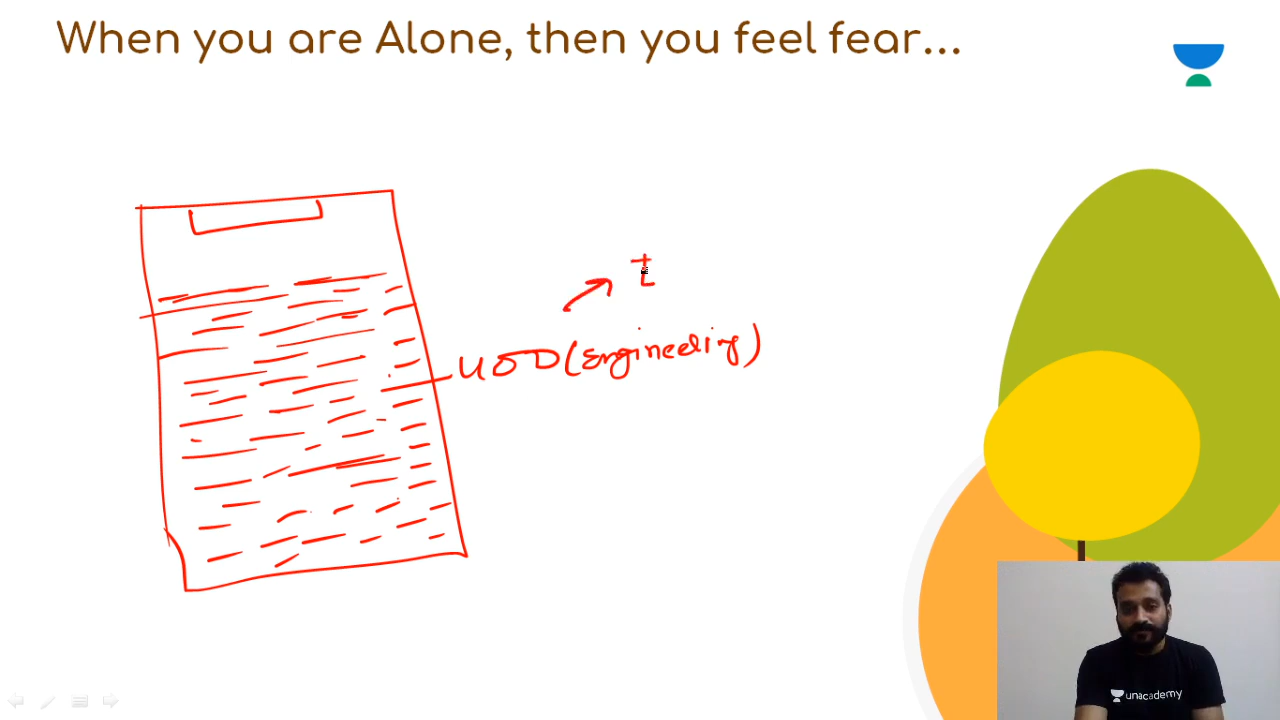 When you are Alone, then you feel fear...
t
UOD (Engineering)
unacademy